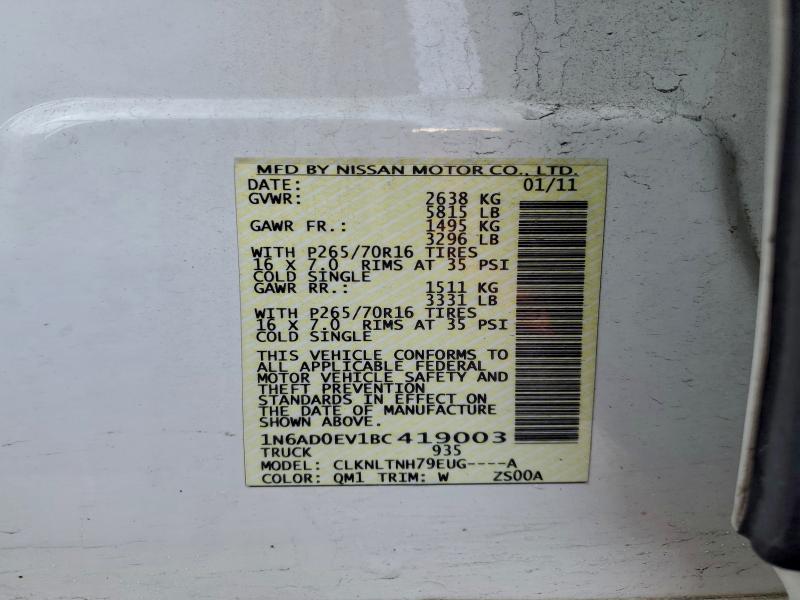 MFD BY NISSAN MOTOR CO., LTD.
DATE: 01/11
GVWR: 2638 KG
5815 LB
GAWR FR.: 1495 KG
3296 LB
WITH P265/70R16 TIRES
16 X 7.0 RIMS AT 35 PSI
COLD SINGLE
GAWR RR.: 1511 KG
3331 LB
WITH P265/70R16 TIRES
16 X 7.0 RIMS AT 35 PSI
COLD SINGLE
THIS VEHICLE CONFORMS TO
ALL APPLICABLE FEDERAL
MOTOR VEHICLE SAFETY AND
THEFT PREVENTION
STANDARDS IN EFFECT ON
THE DATE OF MANUFACTURE
SHOWN ABOVE.
1N6AD0EV1BC 419003
TRUCK 935
MODEL: CLKNLTNH79EUG----A
COLOR: QM1 TRIM: W ZS00A